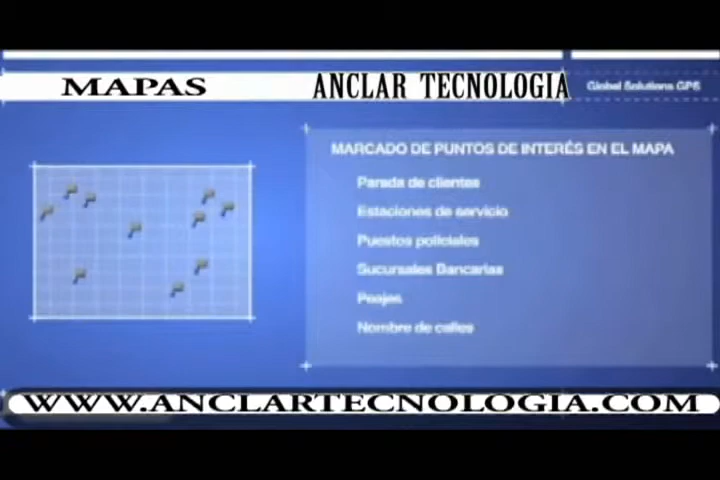 MAPAS
ANCLAR TECNOLOGIA
Global Solutions GPS
MARCADO DE PUNTOS DE INTERÉS EN EL MAPA
Parada de clientes
Estaciones de servicio
Puestos policiales
Sucursales Bancarias
Peajes
Nombre de calles
WWW.ANCLARTECNOLOGIA.COM